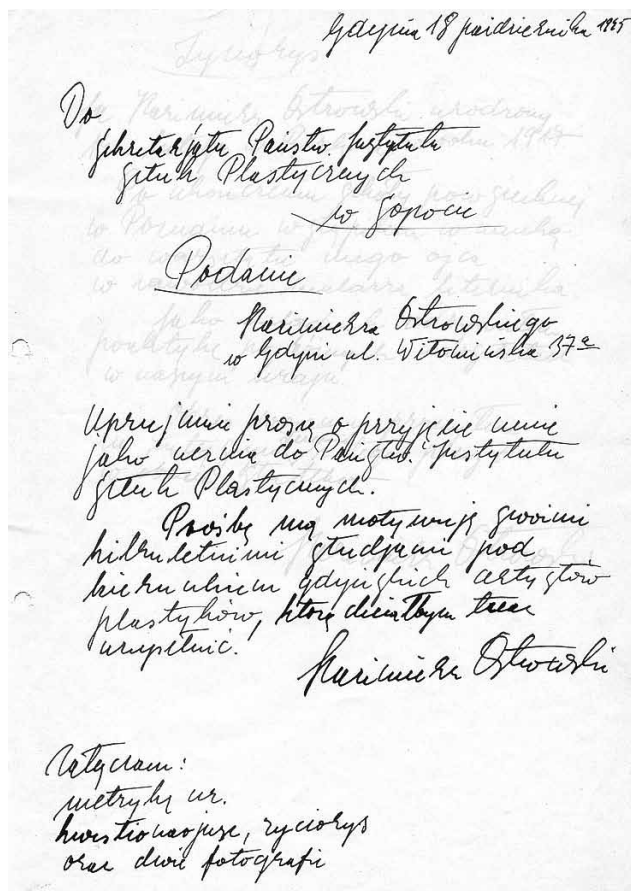 Gdynia 18 października 1945
Do
Sekretarjatu Państw. Instytutu
Sztuk Plastycznych
w Sopocie
Podanie
Kazimierza Ostrowskiego
w Gdyni ul. Witomińska 37a
Uprzejmie proszę o przyjęcie mnie
jako ucznia do Państw. Instytutu
Sztuk Plastycznych.
Prośbę mą motywuję swoimi
kilkuletnimi studjami pod
kierunkiem gdyńskich artystów
plastyków, które chciałbym teraz
uzupełnić.
Kazimierz Ostrowski
Załączam:
metrykę ur.
kwestionarjusz, życiorys
oraz dwie fotografie